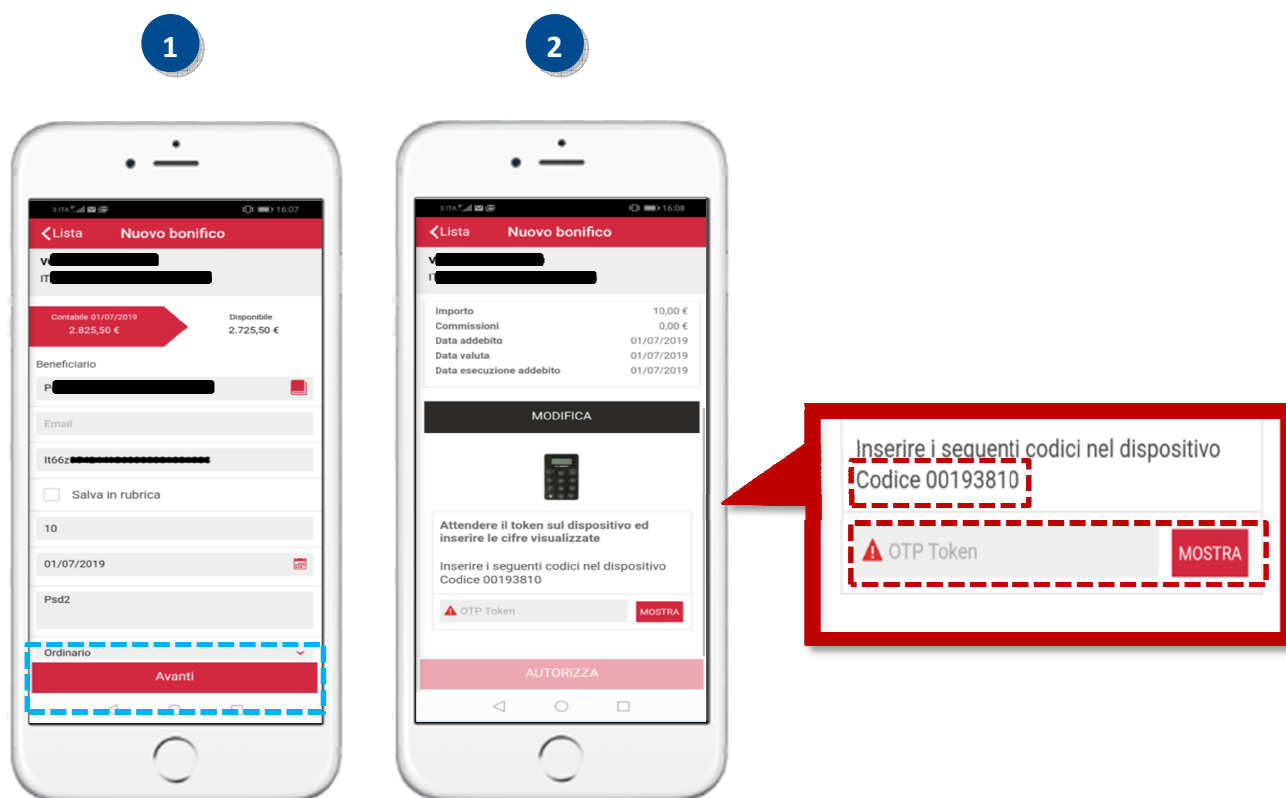 1
3 ITA 16:07
Lista Nuovo bonifico
IT
Contabile 01/07/2019
2.825,50 €
Disponibile
2.725,50 €
Beneficiario
P
Email
It66z
Salva in rubrica
10
01/07/2019
Psd2
Ordinario
Avanti
2
3 ITA 16:08
Lista Nuovo bonifico
Importo 10,00 €
Commissioni 0,00 €
Data addebito 01/07/2019
Data valuta 01/07/2019
Data esecuzione addebito 01/07/2019
MODIFICA
Attendere il token sul dispositivo ed
inserire le cifre visualizzate
Inserire i seguenti codici nel dispositivo
Codice 00193810
OTP Token MOSTRA
AUTORIZZA
Inserire i seguenti codici nel dispositivo
Codice 00193810
OTP Token MOSTRA